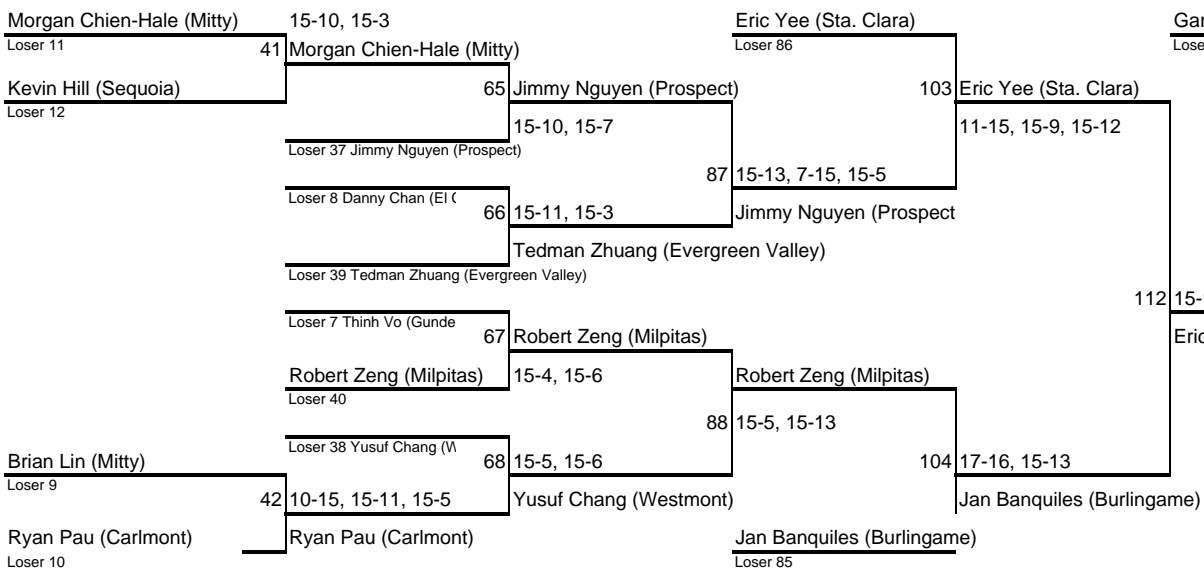 Morgan Chien-Hale (Mitty) 15-10, 15-3 Eric Yee (Sta. Clara) Gar
Loser 11 Loser 86 Lose
41 Morgan Chien-Hale (Mitty)
Kevin Hill (Sequoia) 65 Jimmy Nguyen (Prospect) 103 Eric Yee (Sta. Clara)
Loser 12
15-10, 15-7 11-15, 15-9, 15-12
Loser 37 Jimmy Nguyen (Prospect)
87 15-13, 7-15, 15-5
Loser 8 Danny Chan (El C
66 15-11, 15-3 Jimmy Nguyen (Prospect
Tedman Zhuang (Evergreen Valley)
Loser 39 Tedman Zhuang (Evergreen Valley)
112 15-
Loser 7 Thinh Vo (Gunde
67 Robert Zeng (Milpitas) Eric
Robert Zeng (Milpitas) 15-4, 15-6 Robert Zeng (Milpitas)
Loser 40
88 15-5, 15-13
Loser 38 Yusuf Chang (W
Brian Lin (Mitty) 68 15-5, 15-6 104 17-16, 15-13
Loser 9
42 10-15, 15-11, 15-5 Yusuf Chang (Westmont) Jan Banquiles (Burlingame)
Ryan Pau (Carlmont) Ryan Pau (Carlmont) Jan Banquiles (Burlingame)
Loser 10 Loser 85